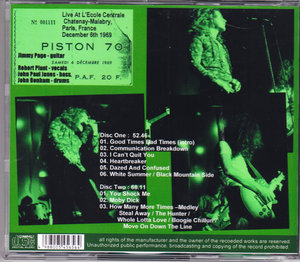 Nº 001111
Live At L'Ecole Centrale
Chatenay-Malabry,
Paris, France
December 6th 1969
PISTON 70
SAMEDI 6 DÉCEMBRE 1969
Jimmy Page - guitar
Robert Plant - vocals
John Paul Jones - bass,
John Bonham - drums
P.A.F. 20 F.
Disc One : 52.46
01. Good Times Bad Times (intro)
02. Communication Breakdown
03. I Can't Quit You
04. Heartbreaker
05. Dazed And Confused
06. White Summer / Black Mountain Side
Disc Two : 66.11
01. You Shook Me
02. Moby Dick
03. How Many More Times ~Medley
Steal Away / The Hunter /
Whole Lotta Love / Boogie Chillun' /
Move On Down The Line
all rights of the manufacturer and the owner of the recoeded works are reserved.
Unauthorized public performance. broadcasting and copying of the record prohibited.